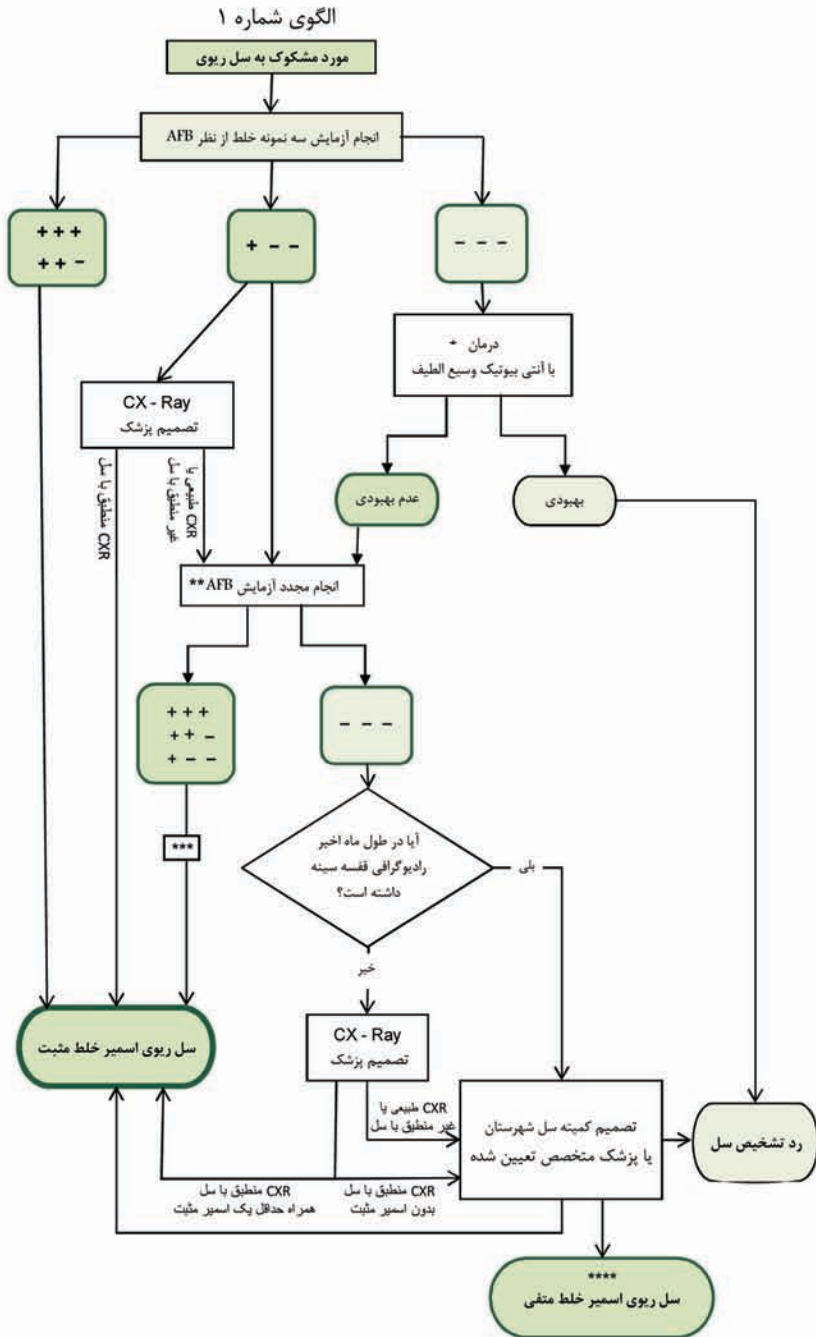 الگوی شماره ۱
مورد مشکوک به سل ریوی
انجام آزمایش سه نمونه خلط از نظر AFB
+ + +
+ + -
+ - -
- - -
درمان *
با آنتی بیوتیک وسیع الطیف
CX - Ray
تصمیم پزشک
عدم بهبودی
بهبودی
CXR منطبق با سل
CXR طبیعی یا
غیر منطبق با سل
انجام مجدد آزمایش AFB**
+ + +
+ + -
+ - -
- - -
***
آیا در طول ماه اخیر
رادیوگرافی قفسه سینه
داشته است؟
بلی
خیر
CX - Ray
تصمیم پزشک
سل ریوی اسمیر خلط مثبت
CXR طبیعی یا
غیر منطبق با سل
تصمیم کمیته سل شهرستان
یا پزشک متخصص تعیین شده
رد تشخیص سل
CXR منطبق با سل
بدون اسمیر مثبت
CXR منطبق با سل
همراه حداقل یک اسمیر مثبت
****
سل ریوی اسمیر خلط منفی